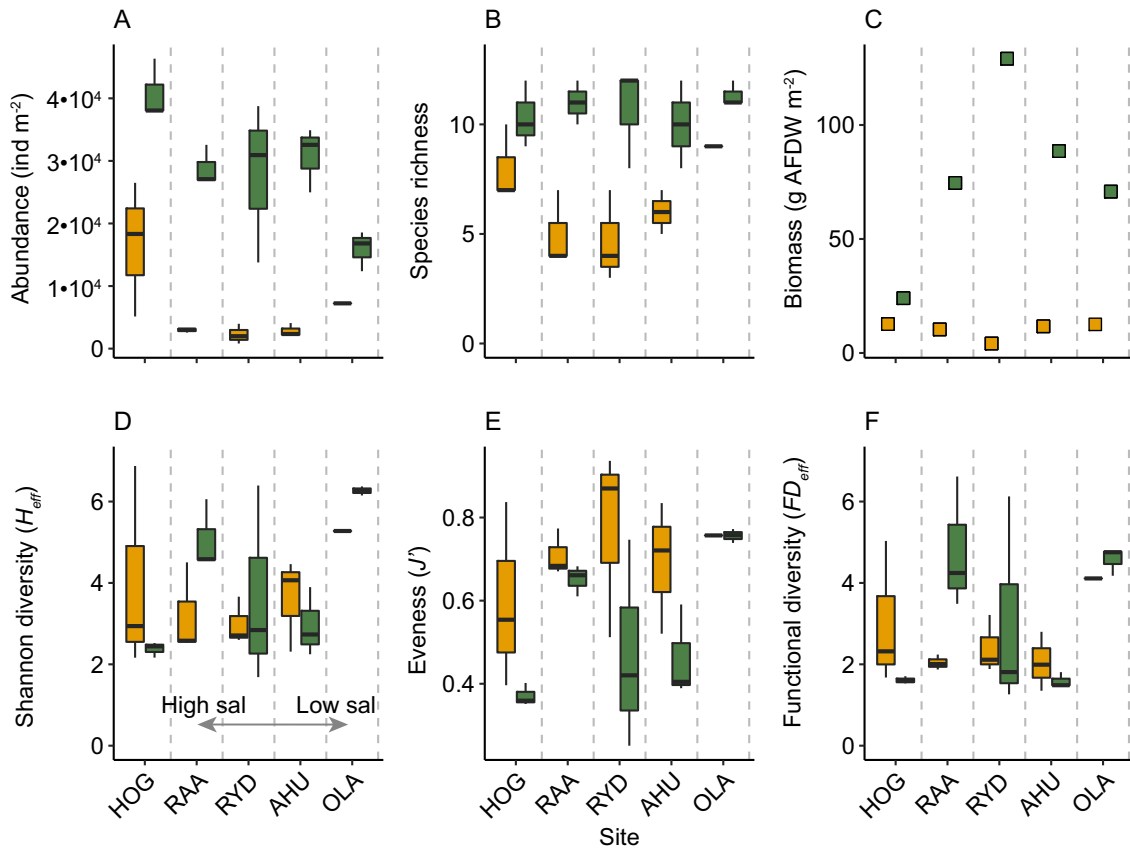 A
Abundance (ind m⁻²)
4•10⁴
3•10⁴
2•10⁴
1•10⁴
0
B
Species richness
10
5
0
C
Biomass (g AFDW m⁻²)
100
50
0
D
Shannon diversity (H_eff)
6
4
2
0
High sal
Low sal
HOG
RAA
RYD
AHU
OLA
E
Eveness (J')
0.8
0.6
0.4
HOG
RAA
RYD
AHU
OLA
Site
F
Functional diversity (FD_eff)
6
4
2
0
HOG
RAA
RYD
AHU
OLA